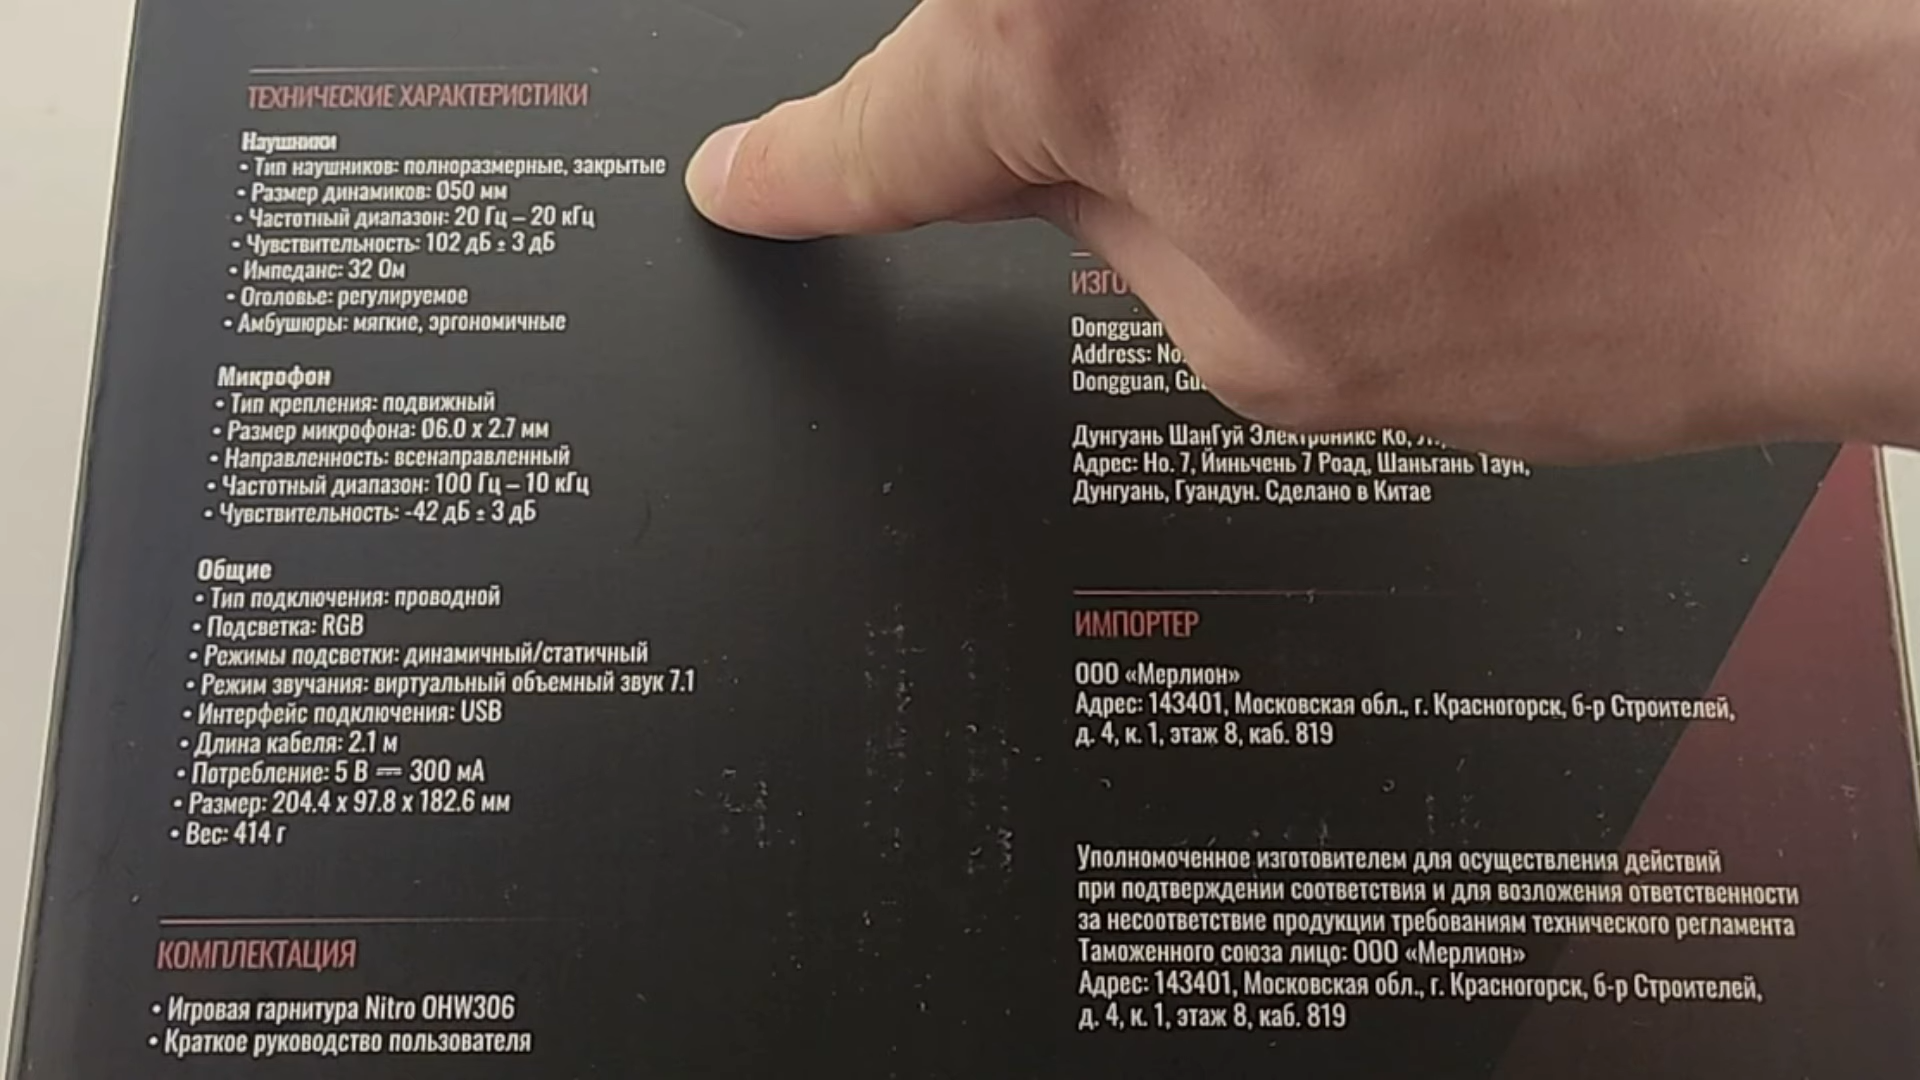 ТЕХНИЧЕСКИЕ ХАРАКТЕРИСТИКИ
Наушники
• Тип наушников: полноразмерные, закрытые
• Размер динамиков: Ø50 мм
• Частотный диапазон: 20 Гц – 20 кГц
• Чувствительность: 102 дБ ± 3 дБ
• Импеданс: 32 Ом
• Оголовье: регулируемое
• Амбушюры: мягкие, эргономичные
Микрофон
• Тип крепления: подвижный
• Размер микрофона: Ø6.0 x 2.7 мм
• Направленность: всенаправленный
• Частотный диапазон: 100 Гц – 10 кГц
• Чувствительность: -42 дБ ± 3 дБ
Общие
• Тип подключения: проводной
• Подсветка: RGB
• Режимы подсветки: динамичный/статичный
• Режим звучания: виртуальный объемный звук 7.1
• Интерфейс подключения: USB
• Длина кабеля: 2.1 м
• Потребление: 5 В ⎓ 300 мА
• Размер: 204.4 x 97.8 x 182.6 мм
• Вес: 414 г
КОМПЛЕКТАЦИЯ
• Игровая гарнитура Nitro OHW306
• Краткое руководство пользователя
Dongguan
Address: No.
Dongguan,
Дунгуань ШанГуй Электроникс Ко,
Адрес: Но. 7, Йиньчень 7 Роад, Шаньгань Таун,
Дунгуань, Гуандун. Сделано в Китае
ИМПОРТЕР
ООО «Мерлион»
Адрес: 143401, Московская обл., г. Красногорск, б-р Строителей,
д. 4, к. 1, этаж 8, каб. 819
Уполномоченное изготовителем для осуществления действий
при подтверждении соответствия и для возложения ответственности
за несоответствие продукции требованиям технического регламента
Таможенного союза лицо: ООО «Мерлион»
Адрес: 143401, Московская обл., г. Красногорск, б-р Строителей,
д. 4, к. 1, этаж 8, каб. 819